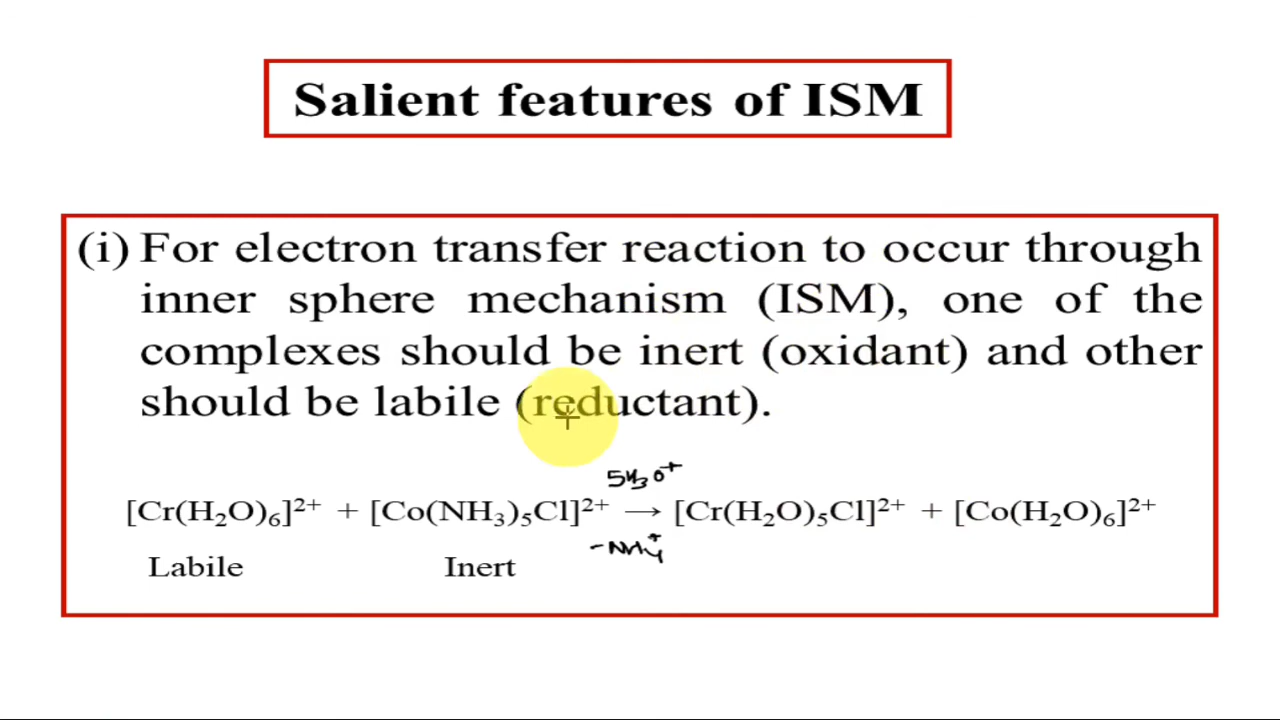 Salient features of ISM
(i) For electron transfer reaction to occur through
inner sphere mechanism (ISM), one of the
complexes should be inert (oxidant) and other
should be labile (reductant).
5H₃O⁺
[Cr(H₂O)₆]²⁺ + [Co(NH₃)₅Cl]²⁺ → [Cr(H₂O)₅Cl]²⁺ + [Co(H₂O)₆]²⁺
-NH₄⁺
Labile Inert